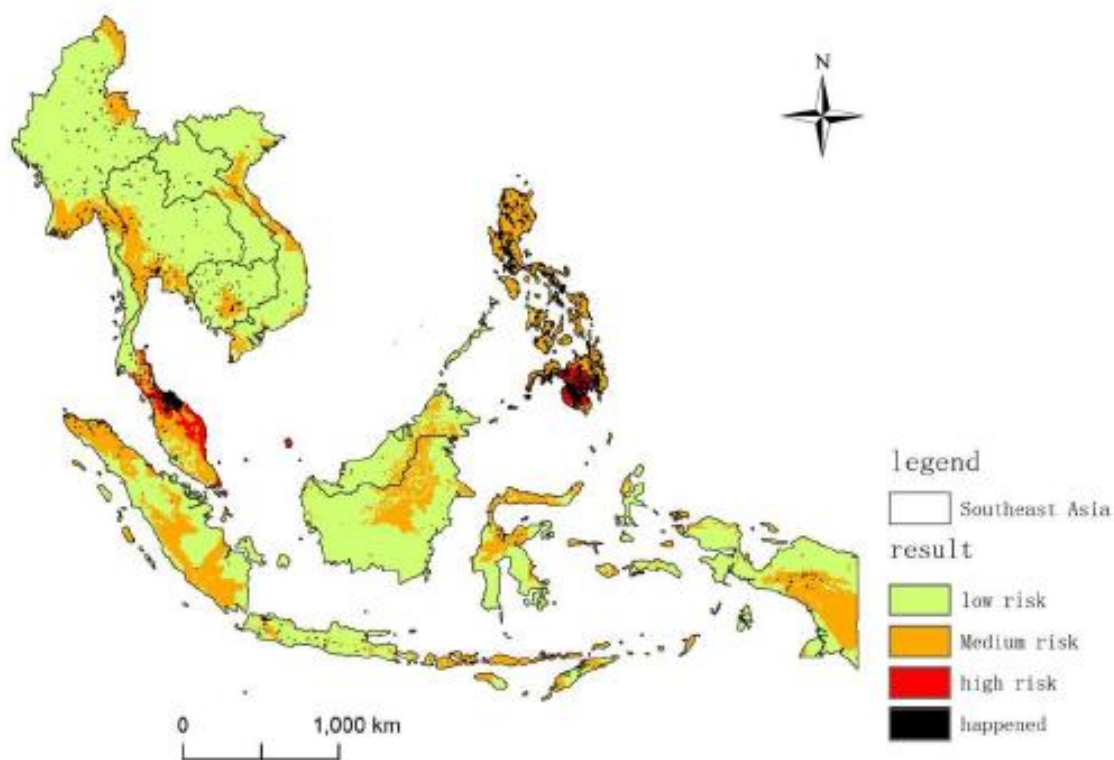 N
legend
Southeast Asia
result
low risk
Medium risk
high risk
happened
0 1,000 km